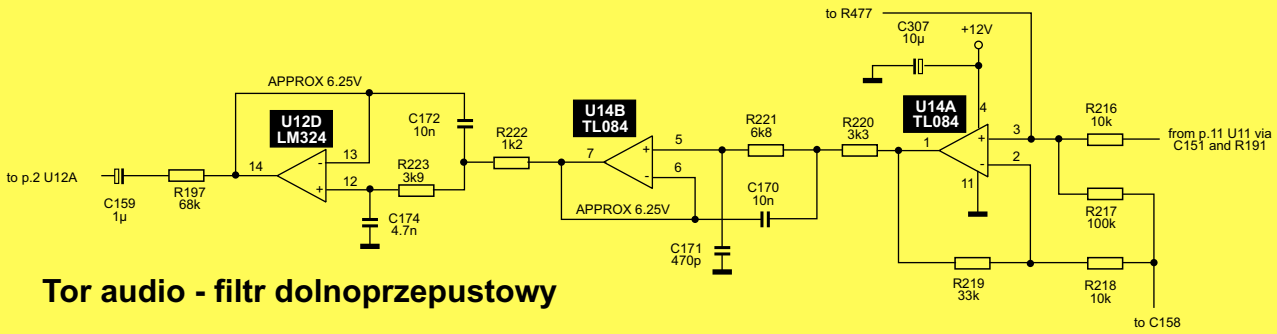 to R477
C307
10µ
+12V
APPROX 6.25V
U12D
LM324
C172
10n
U14B
TL084
U14A
TL084
4
R216
10k
R221
6k8
R220
3k3
R222
1k2
5
7
6
1
3
2
11
from p.11 U11 via
C151 and R191
14
13
12
R223
3k9
to p.2 U12A
C159
1µ
R197
68k
C174
4.7n
APPROX 6.25V
C170
10n
C171
470p
R217
100k
R219
33k
R218
10k
Tor audio - filtr dolnoprzepustowy
to C158